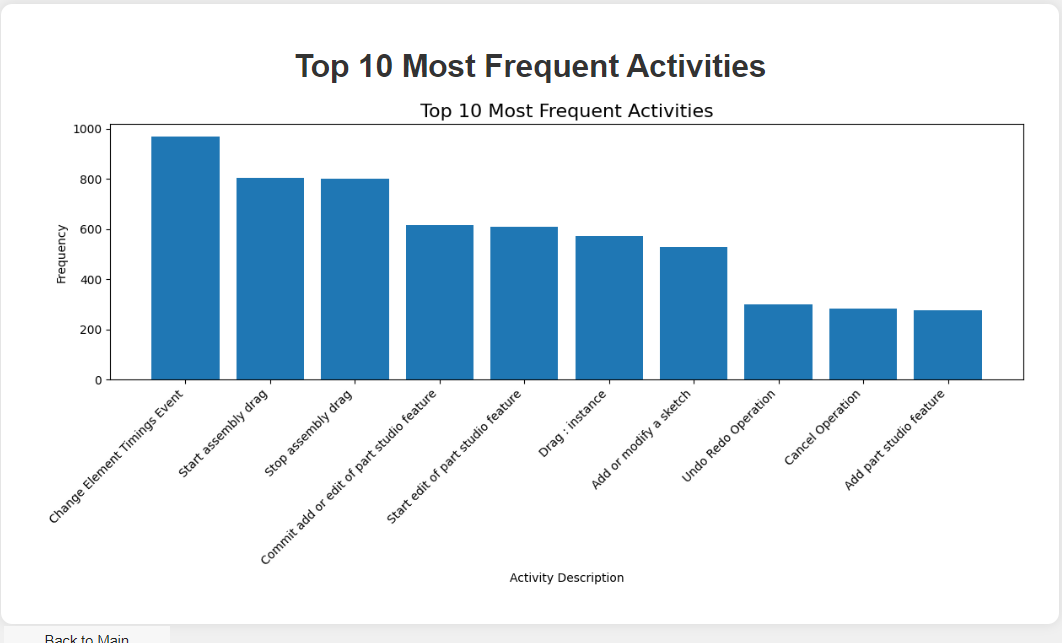 Top 10 Most Frequent Activities
Top 10 Most Frequent Activities
1000
800
600
400
200
0
Frequency
Change Element Timings Event
Start assembly drag
Stop assembly drag
Commit add or edit of part studio feature
Start edit of part studio feature
Drag : instance
Add or modify a sketch
Undo Redo Operation
Cancel Operation
Add part studio feature
Activity Description
Back to Main